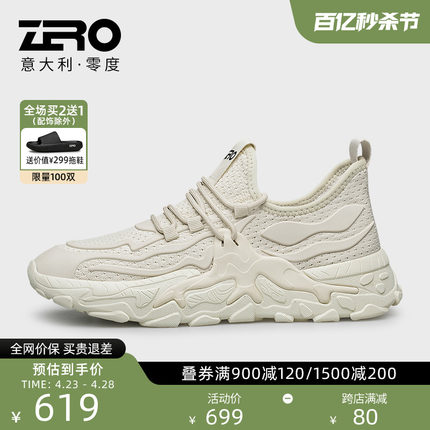 ZERO
意大利·零度
百亿秒杀节
全场买2送1
(配饰除外)
送价值¥299拖鞋
限量100双
ZERO
全网价保 买贵退差
预估到手价
TIME: 4.23 - 4.28
¥ 619
叠券满900减120/1500减200
活动价
¥ 699
跨店满减
¥ 80